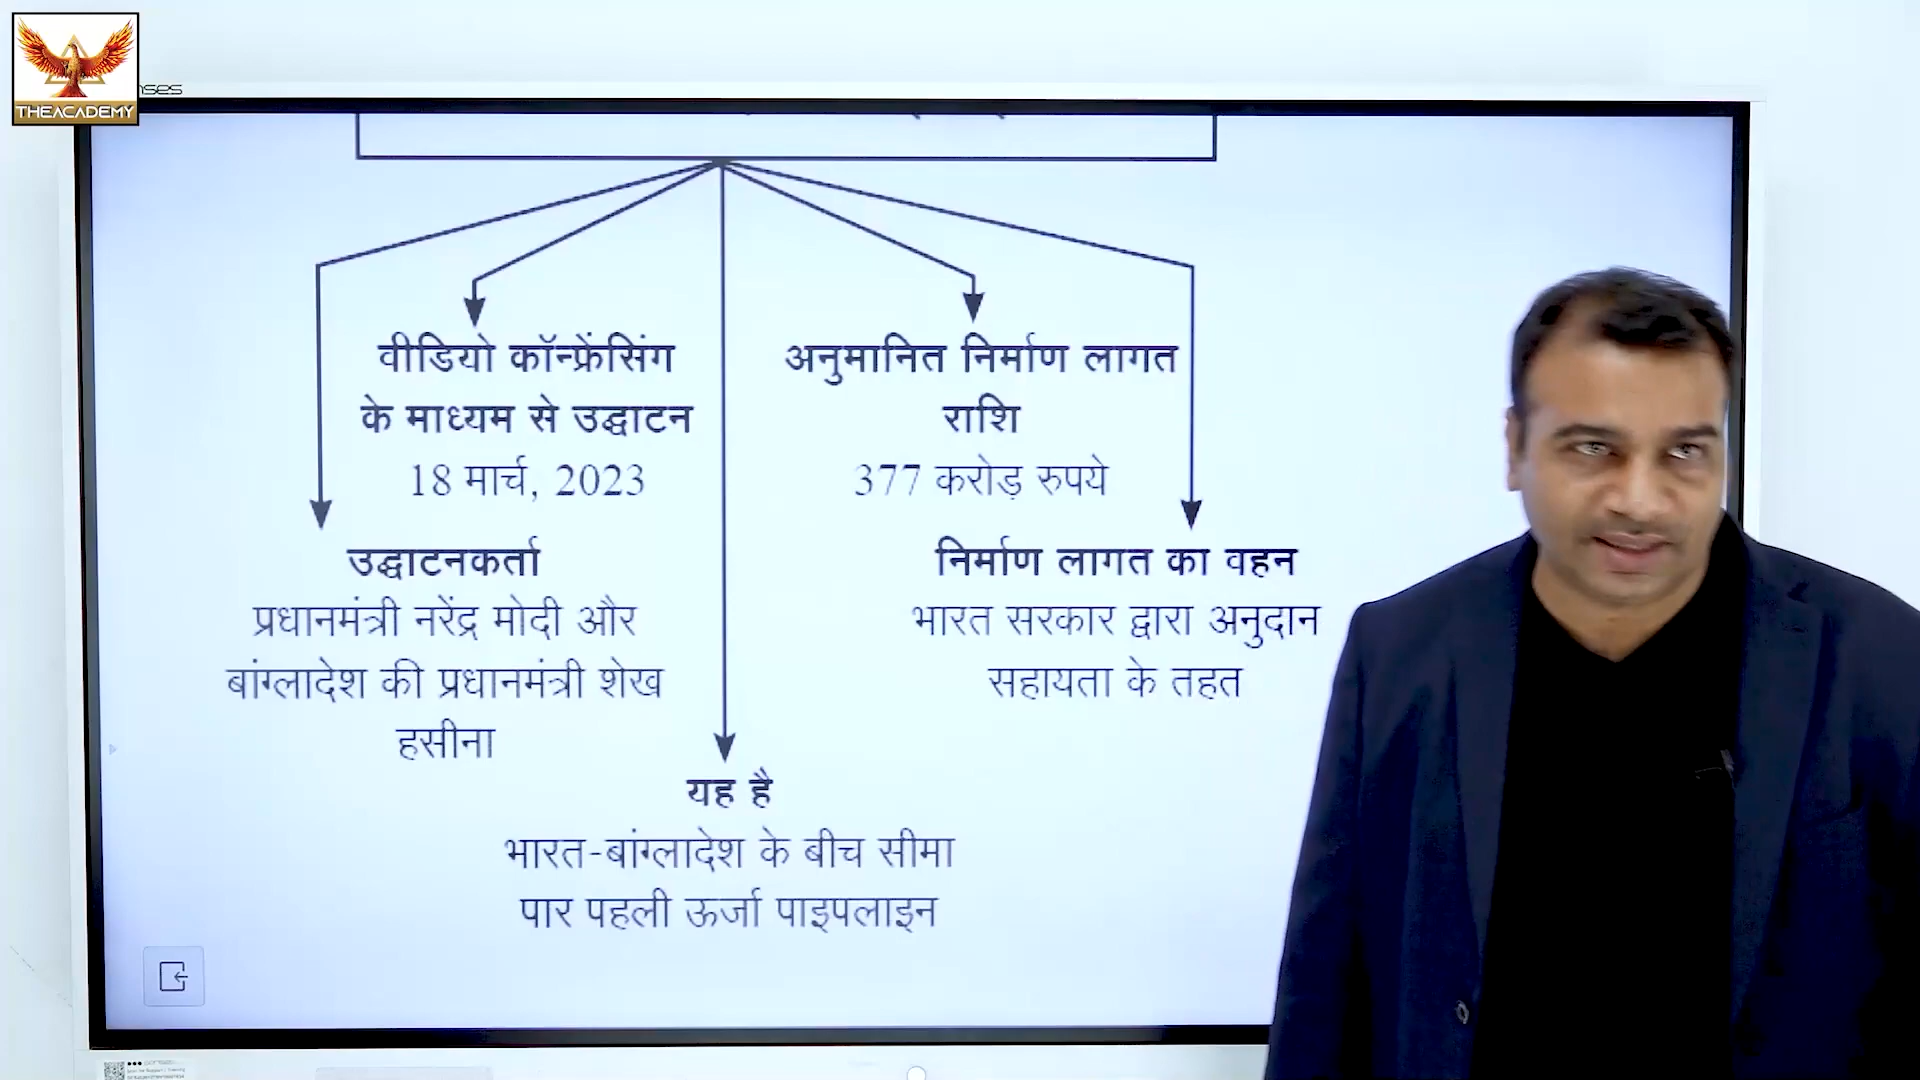 THEACADEMY
वीडियो कॉन्फ्रेंसिंग
के माध्यम से उद्घाटन
18 मार्च, 2023
अनुमानित निर्माण लागत
राशि
377 करोड़ रुपये
उद्घाटनकर्ता
प्रधानमंत्री नरेंद्र मोदी और
बांग्लादेश की प्रधानमंत्री शेख
हसीना
निर्माण लागत का वहन
भारत सरकार द्वारा अनुदान
सहायता के तहत
यह है
भारत-बांग्लादेश के बीच सीमा
पार पहली ऊर्जा पाइपलाइन